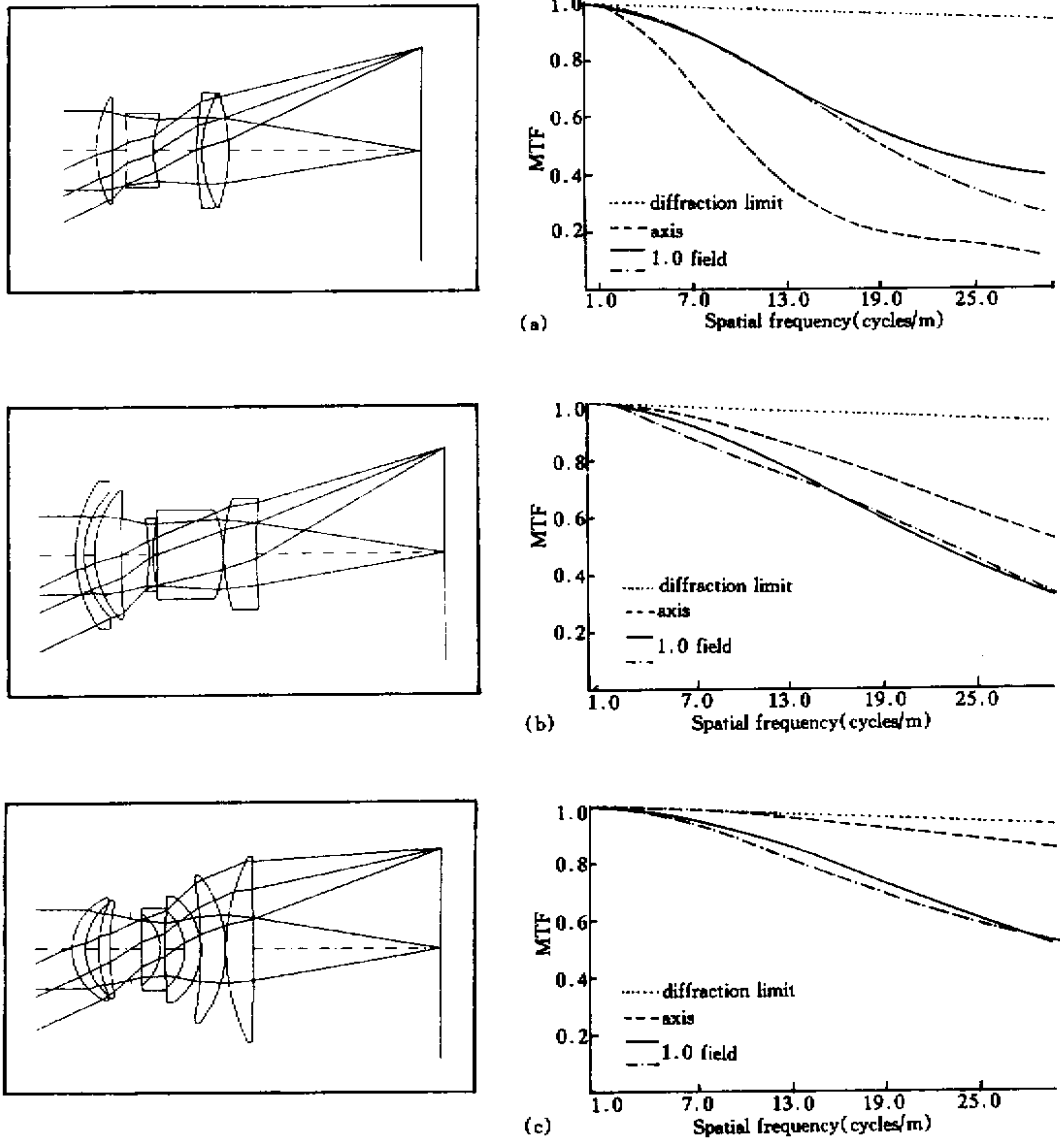 1.0
0.8
0.6
MTF
0.4
0.2
diffraction limit
axis
1.0 field
1.0 7.0 13.0 19.0 25.0
(a) Spatial frequency(cycles/m)
1.0
0.8
0.6
MTF
0.4
0.2
diffraction limit
axis
1.0 field
1.0 7.0 13.0 19.0 25.0
(b) Spatial frequency(cycles/m)
1.0
0.8
0.6
MTF
0.4
0.2
diffraction limit
axis
1.0 field
1.0 7.0 13.0 19.0 25.0
(c) Spatial frequency(cycles/m)